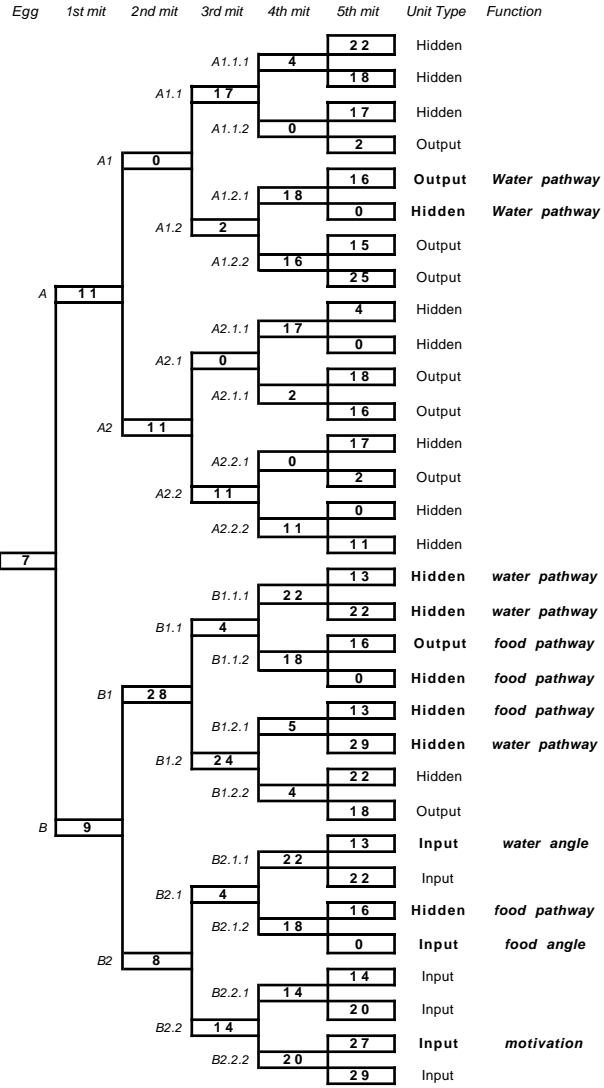 Egg 1st mit 2nd mit 3rd mit 4th mit 5th mit Unit Type Function
22 Hidden
A1.1.1 4
18 Hidden
A1.1 17
17 Hidden
A1.1.2 0
2 Output
A1 0
16 Output Water pathway
A1.2.1 18
0 Hidden Water pathway
A1.2 2
15 Output
A1.2.2 16
25 Output
A 11
4 Hidden
A2.1.1 17
0 Hidden
A2.1 0
18 Output
A2.1.1 2
16 Output
A2 11
17 Hidden
A2.2.1 0
2 Output
A2.2 11
0 Hidden
A2.2.2 11
11 Hidden
7
13 Hidden water pathway
B1.1.1 22
22 Hidden water pathway
B1.1 4
16 Output food pathway
B1.1.2 18
0 Hidden food pathway
B1 28
13 Hidden food pathway
B1.2.1 5
29 Hidden water pathway
B1.2 24
22 Hidden
B1.2.2 4
18 Output
B 9
13 Input water angle
B2.1.1 22
22 Input
B2.1 4
16 Hidden food pathway
B2.1.2 18
0 Input food angle
B2 8
14 Input
B2.2.1 14
20 Input
B2.2 14
27 Input motivation
B2.2.2 20
29 Input